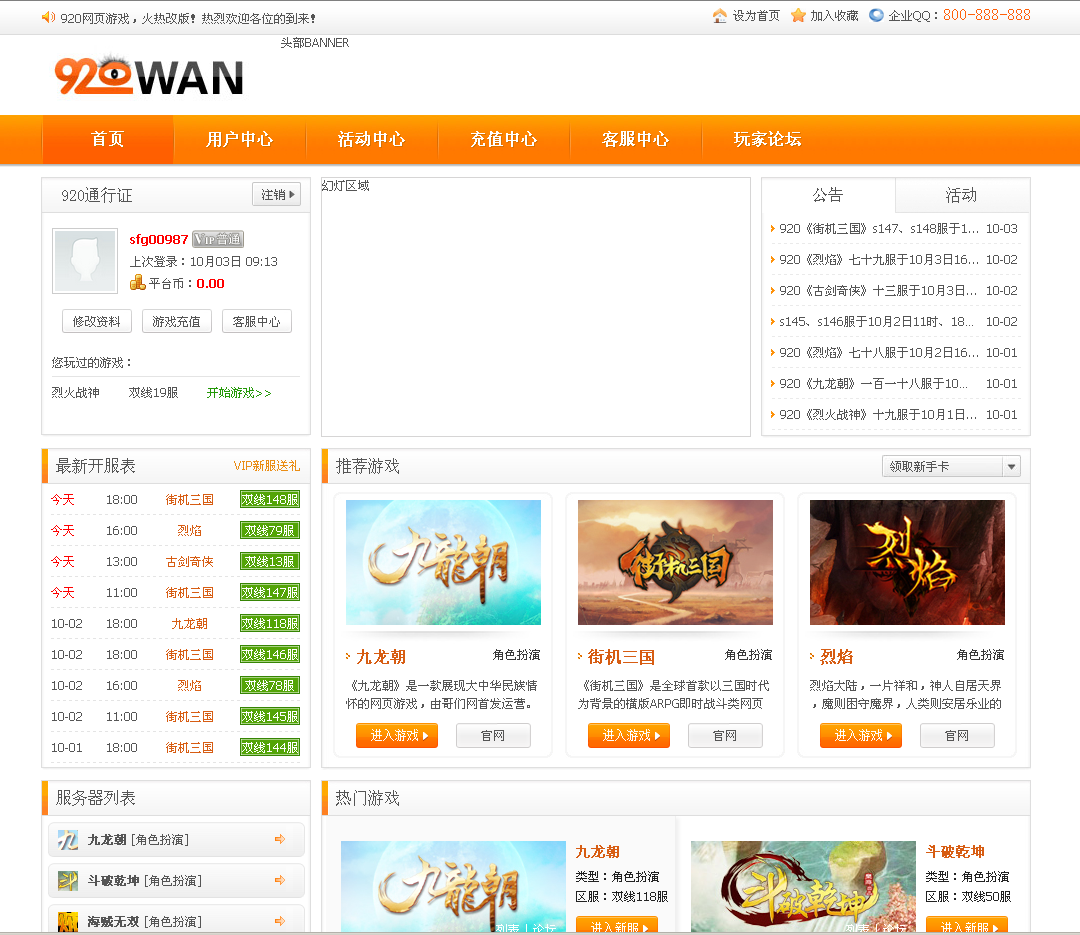 920网页游戏，火热改版! 热烈欢迎各位的到来!
设为首页 加入收藏 企业QQ：800-888-888
头部BANNER
920WAN
首页 用户中心 活动中心 充值中心 客服中心 玩家论坛
920通行证 注销
sfg00987 Vip普通
上次登录：10月03日 09:13
平台币：0.00
修改资料 游戏充值 客服中心
您玩过的游戏：
烈火战神 双线19服 开始游戏>>
幻灯区域
公告 活动
920《街机三国》s147、s148服于1... 10-03
920《烈焰》七十九服于10月3日16... 10-02
920《古剑奇侠》十三服于10月3日... 10-02
s145、s146服于10月2日11时、18... 10-02
920《烈焰》七十八服于10月2日16... 10-01
920《九龙朝》一百一十八服于10... 10-01
920《烈火战神》十九服于10月1日... 10-01
最新开服表 VIP新服送礼
今天 18:00 街机三国 双线148服
今天 16:00 烈焰 双线79服
今天 13:00 古剑奇侠 双线13服
今天 11:00 街机三国 双线147服
10-02 18:00 九龙朝 双线118服
10-02 18:00 街机三国 双线146服
10-02 16:00 烈焰 双线78服
10-02 11:00 街机三国 双线145服
10-01 18:00 街机三国 双线144服
推荐游戏 领取新手卡
九龍朝
九龙朝 角色扮演
《九龙朝》是一款展现大中华民族情
怀的网页游戏，由哥们网首发运营。
进入游戏 官网
街机三国
街机三国 角色扮演
《街机三国》是全球首款以三国时代
为背景的横版ARPG即时战斗类网页
进入游戏 官网
烈焰
烈焰 角色扮演
烈焰大陆，一片祥和，神人自居天界
，魔则困守魔界，人类则安居乐业的
进入游戏 官网
服务器列表
九龙朝 [角色扮演]
斗破乾坤 [角色扮演]
海贼无双 [角色扮演]
热门游戏
九龍朝
列表 | 论坛
九龙朝
类型：角色扮演
区服：双线118服
进入新服
斗破乾坤
列表 | 论坛
斗破乾坤
类型：角色扮演
区服：双线50服
进入新服